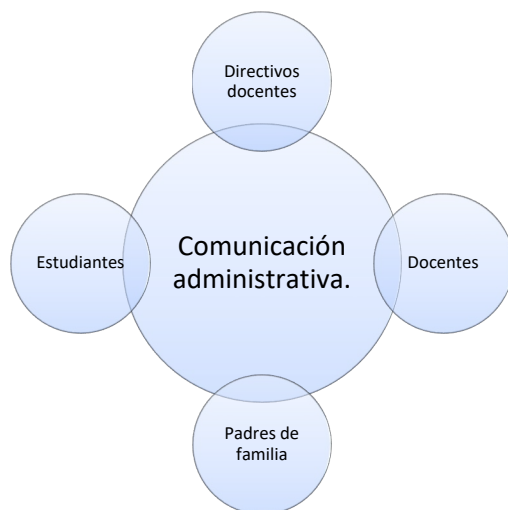 Directivos
docentes
Estudiantes
Comunicación
administrativa.
Docentes
Padres de
familia